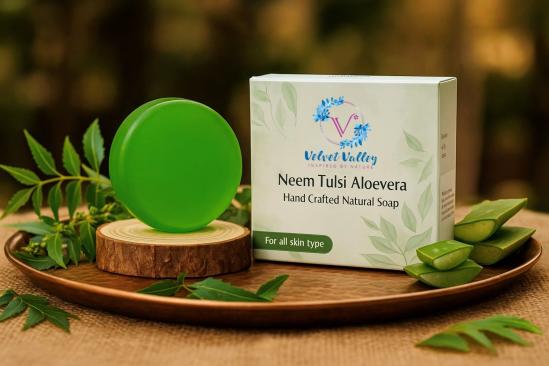 V
Velvet Valley
INSPIRED BY NATURE
Neem Tulsi Aloevera
Hand Crafted Natural Soap
For all skin type